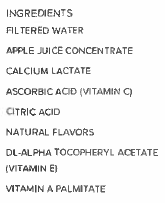 INGREDIENTS
FILTERED WATER
APPLE JUICE CONCENTRATE
CALCIUM LACTATE
ASCORBIC ACID (VITAMIN C)
CITRIC ACID
NATURAL FLAVORS
DL-ALPHA TOCOPHERYL ACETATE
(VITAMIN E)
VITAMIN A PALMITATE